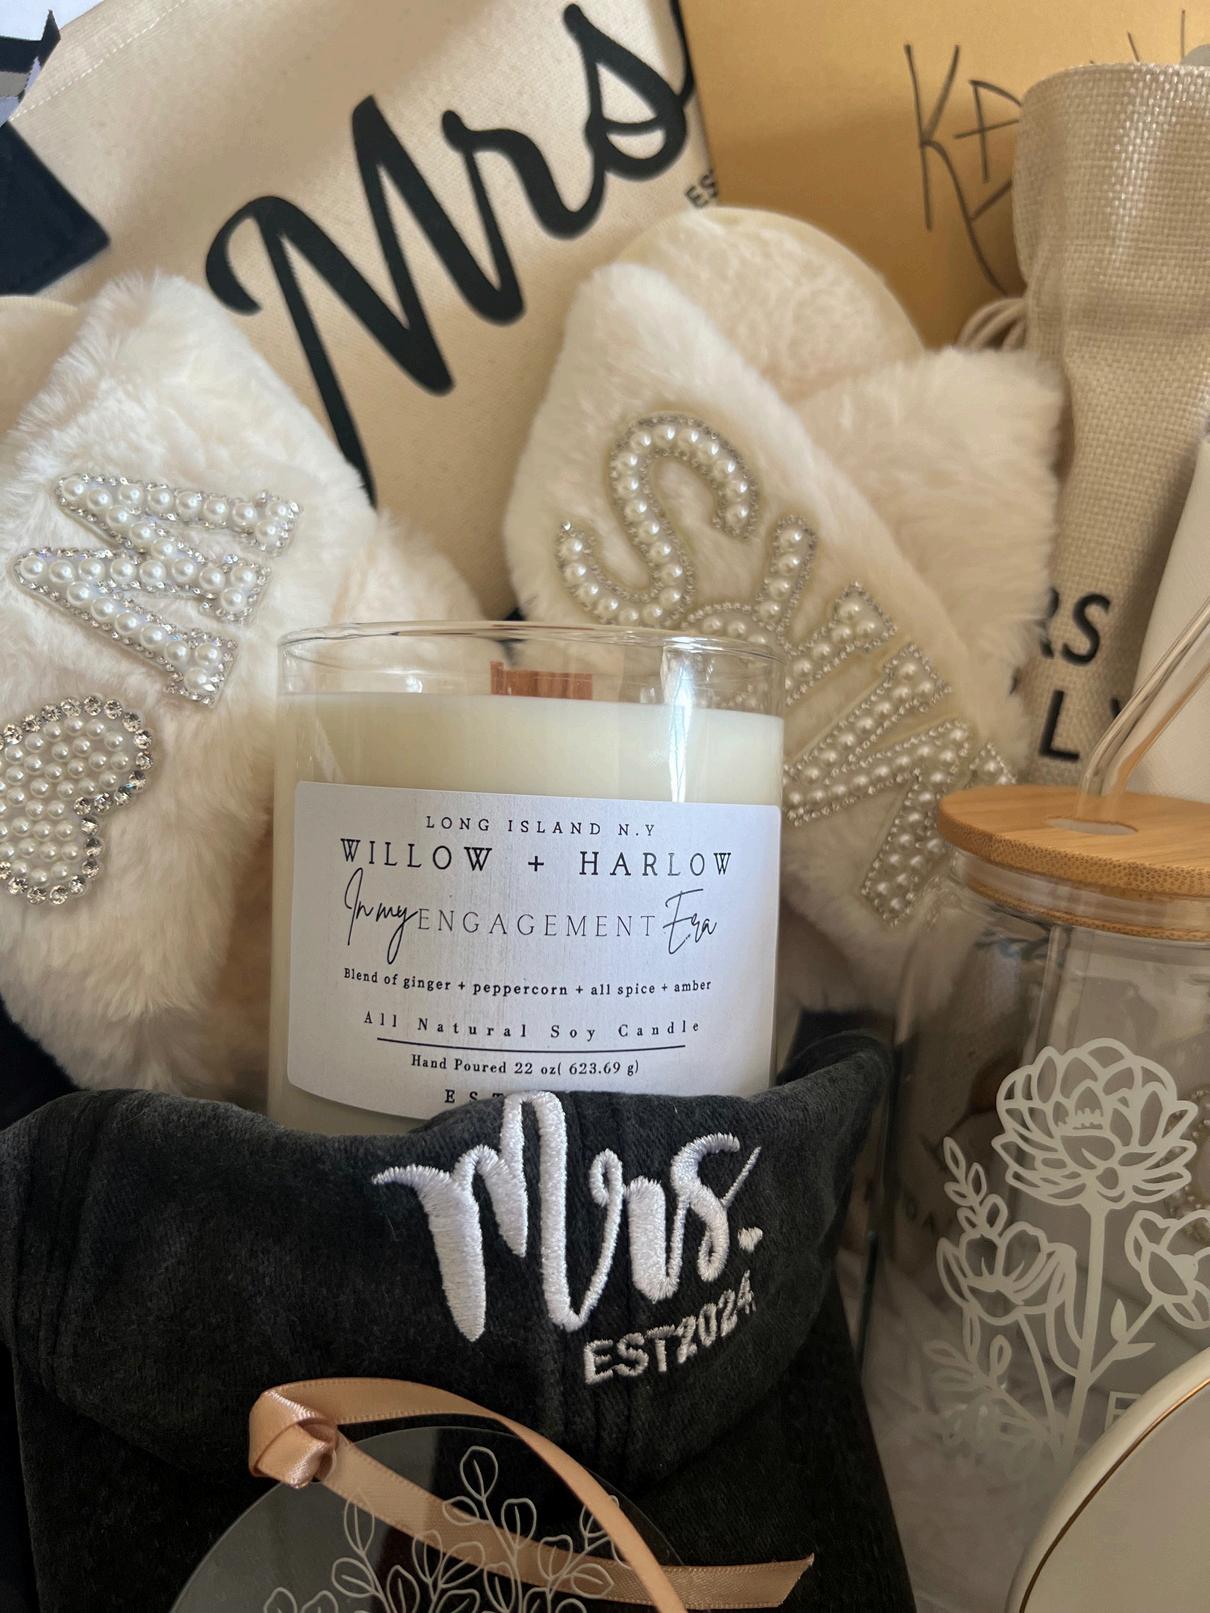 Mrs
LONG ISLAND N.Y
WILLOW + HARLOW
In my ENGAGEMENT Era
Blend of ginger + peppercorn + all spice + amber
All Natural Soy Candle
Hand Poured 22 oz( 623.69 g)
Mrs.
EST2024